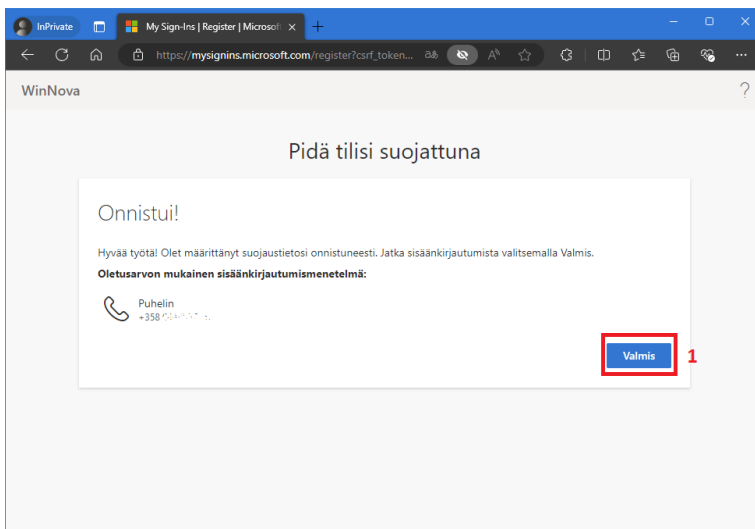 InPrivate
My Sign-Ins | Register | Microsoft
https://mysignins.microsoft.com/register?csrf_token...
WinNova
?
Pidä tilisi suojattuna
Onnistui!
Hyvää työtä! Olet määrittänyt suojaustietosi onnistuneesti. Jatka sisäänkirjautumista valitsemalla Valmis.
Oletusarvon mukainen sisäänkirjautumismenetelmä:
Puhelin
+358
Valmis 1